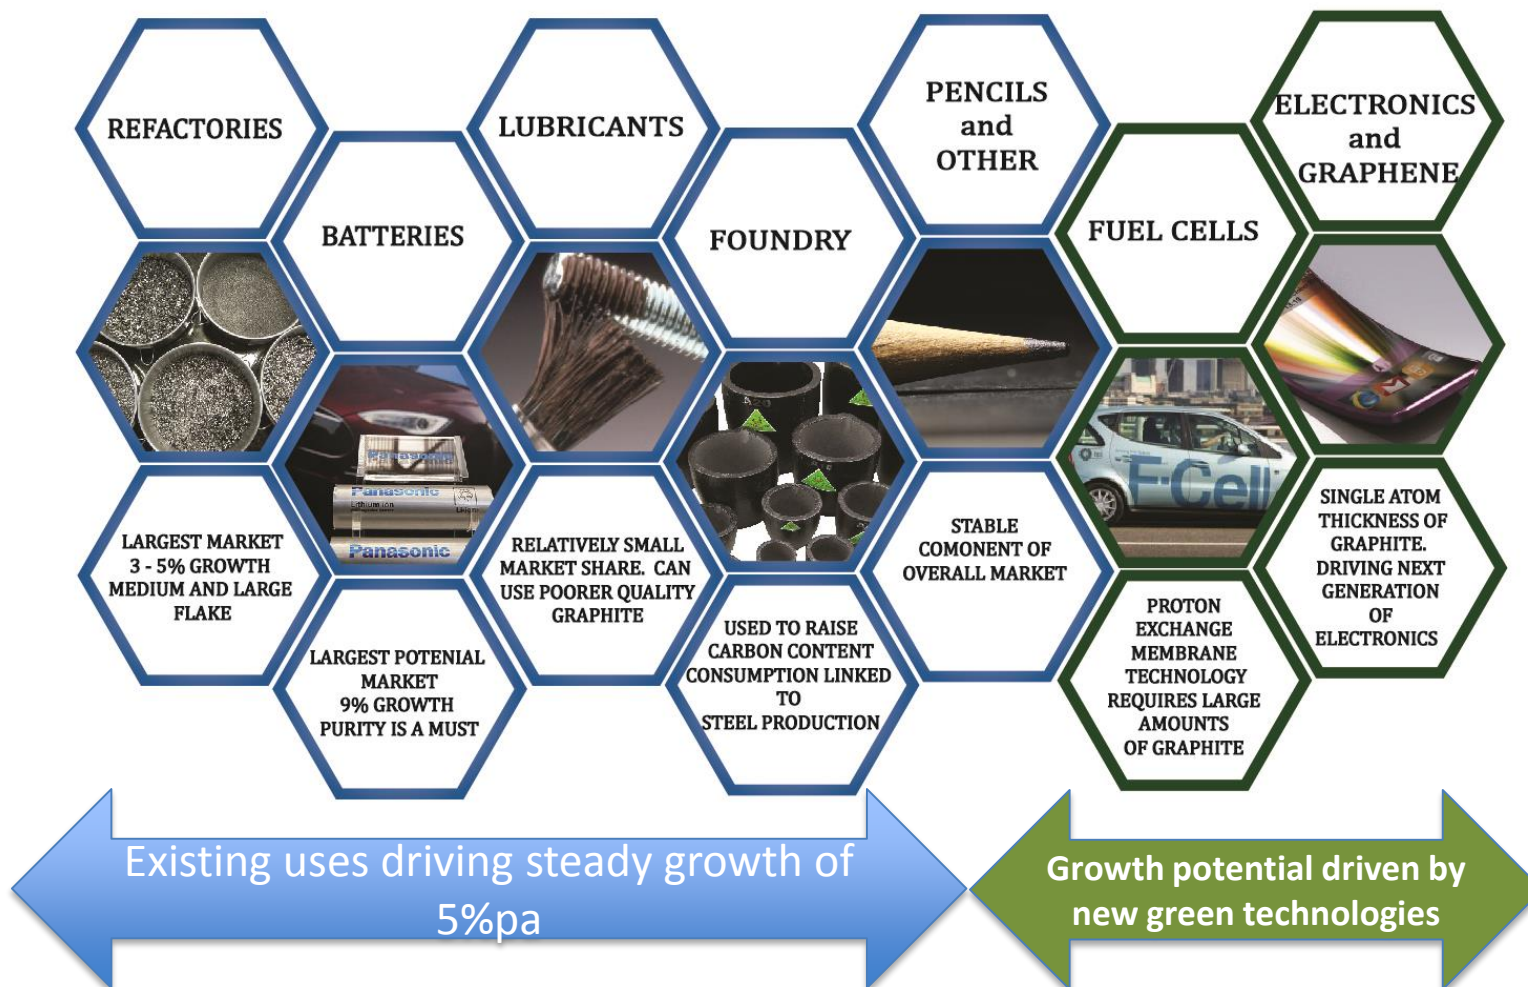 REFACTORIES
BATTERIES
LUBRICANTS
FOUNDRY
PENCILS
and
OTHER
FUEL CELLS
ELECTRONICS
and
GRAPHENE
Panasonic
Panasonic
Lithium Ion
Panasonic
F-Cell
LARGEST MARKET
3 - 5% GROWTH
MEDIUM AND LARGE
FLAKE
LARGEST POTENIAL
MARKET
9% GROWTH
PURITY IS A MUST
RELATIVELY SMALL
MARKET SHARE. CAN
USE POORER QUALITY
GRAPHITE
USED TO RAISE
CARBON CONTENT
CONSUMPTION LINKED
TO
STEEL PRODUCTION
STABLE
COMONENT OF
OVERALL MARKET
PROTON
EXCHANGE
MEMBRANE
TECHNOLOGY
REQUIRES LARGE
AMOUNTS
OF GRAPHITE
SINGLE ATOM
THICKNESS OF
GRAPHITE.
DRIVING NEXT
GENERATION
OF
ELECTRONICS
Existing uses driving steady growth of
5%pa
Growth potential driven by
new green technologies